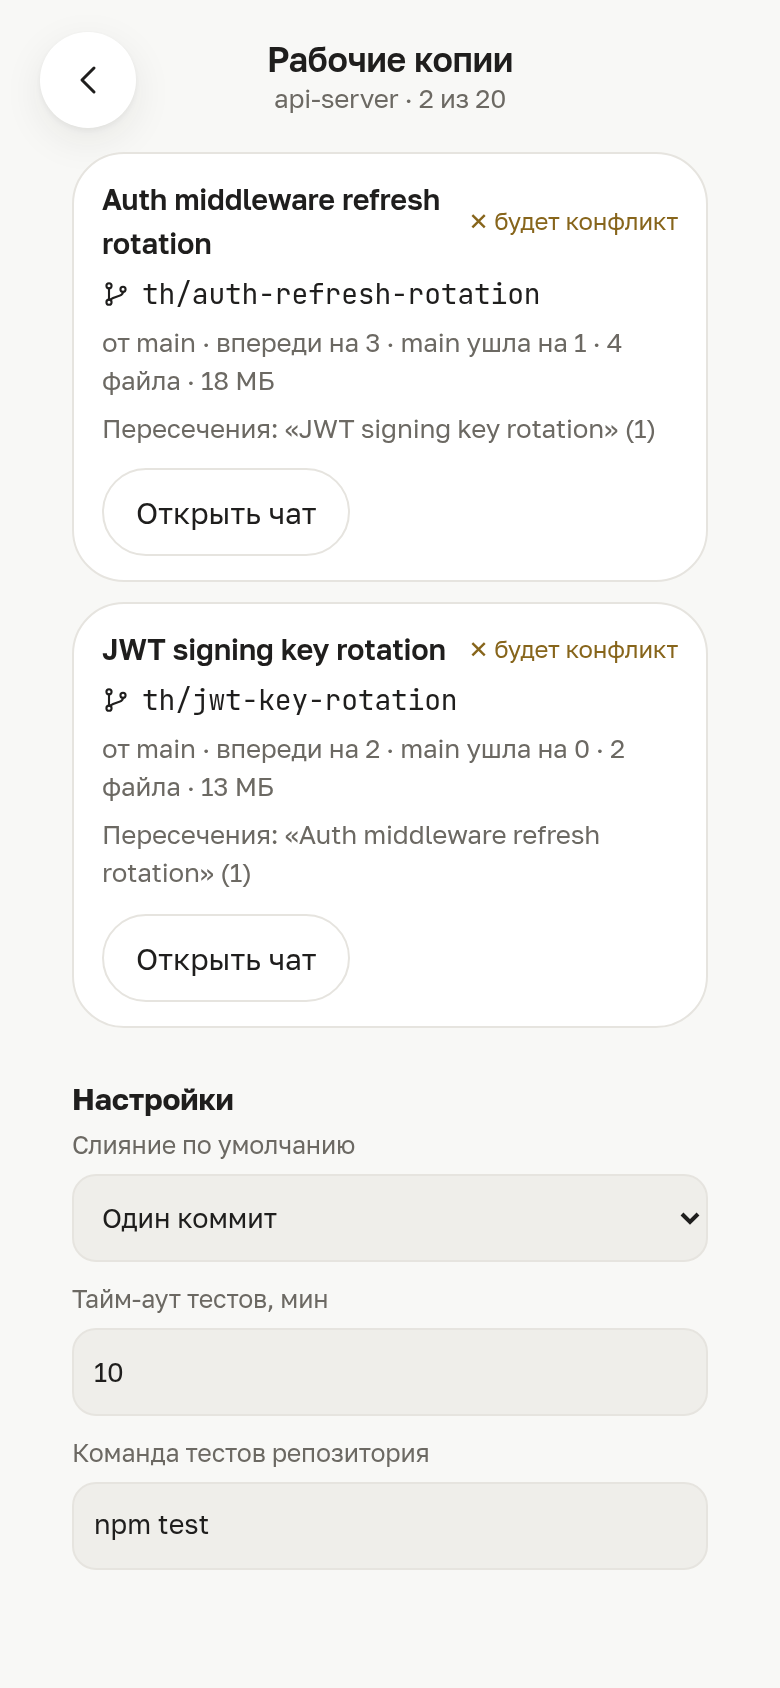 Рабочие копии
api-server · 2 из 20
Auth middleware refresh
rotation
✕ будет конфликт
th/auth-refresh-rotation
от main · впереди на 3 · main ушла на 1 · 4
файла · 18 МБ
Пересечения: «JWT signing key rotation» (1)
Открыть чат
JWT signing key rotation
✕ будет конфликт
th/jwt-key-rotation
от main · впереди на 2 · main ушла на 0 · 2
файла · 13 МБ
Пересечения: «Auth middleware refresh
rotation» (1)
Открыть чат
Настройки
Слияние по умолчанию
Один коммит
Тайм-аут тестов, мин
10
Команда тестов репозитория
npm test